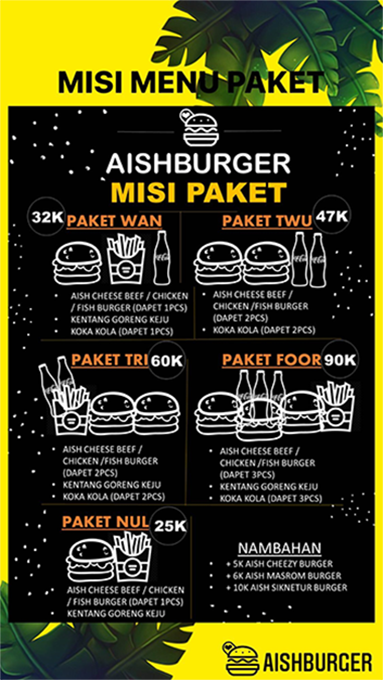 MISI MENU PAKET
AISHBURGER
MISI PAKET
32K
PAKET WAN
• AISH CHEESE BEEF / CHICKEN
/ FISH BURGER (DAPET 1PCS)
KENTANG GORENG KEJU
• KOKA KOLA (DAPET 1PCS)
PAKET TWU
47K
• AISH CHEESE BEEF /
CHICKEN /FISH BURGER
(DAPET 2PCS)
• KOKA KOLA (DAPET 2PCS)
PAKET TRI
60K
• AISH CHEESE BEEF /
CHICKEN /FISH BURGER
(DAPET 2PCS)
• KENTANG GORENG KEJU
• KOKA KOLA (DAPET 2PCS)
PAKET FOOR
90K
• AISH CHEESE BEEF /
CHICKEN /FISH BURGER
(DAPET 3PCS)
• KENTANG GORENG KEJU
• KOKA KOLA (DAPET 3PCS)
PAKET NUL
25K
AISH CHEESE BEEF / CHICKEN
/ FISH BURGER (DAPET 1PCS)
KENTANG GORENG KEJU
NAMBAHAN
• + 5K AISH CHEEZY BURGER
• + 6K AISH MASROM BURGER
• + 10K AISH SIKNETUR BURGER
AISHBURGER